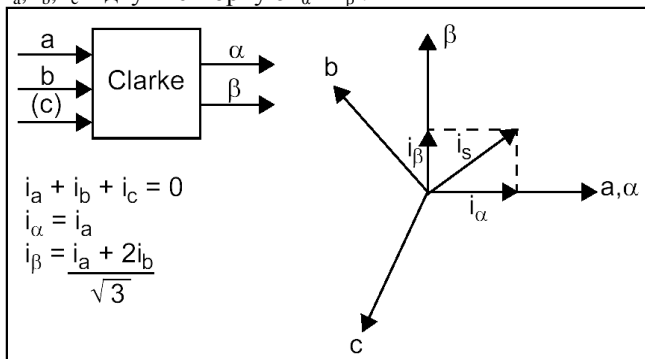 a
b
(c)
Clarke
α
β
i_a + i_b + i_c = 0
i_α = i_a
i_β = i_a + 2i_b
√3
β
b
i_β
i_s
i_α
a,α
c